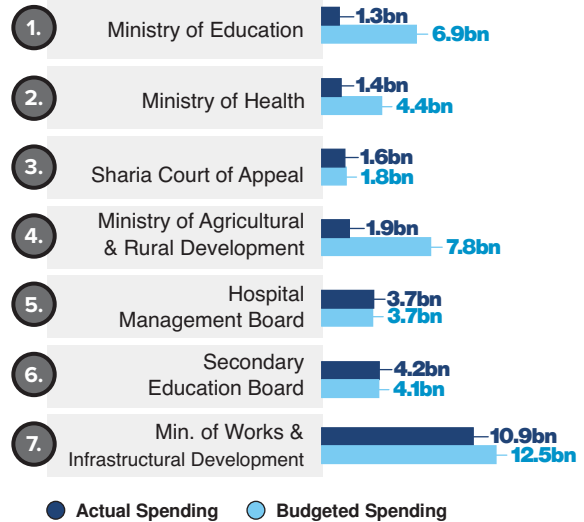 1.
Ministry of Education
1.3bn
6.9bn
2.
Ministry of Health
1.4bn
4.4bn
3.
Sharia Court of Appeal
1.6bn
1.8bn
4.
Ministry of Agricultural
& Rural Development
1.9bn
7.8bn
5.
Hospital
Management Board
3.7bn
3.7bn
6.
Secondary
Education Board
4.2bn
4.1bn
7.
Min. of Works &
Infrastructural Development
10.9bn
12.5bn
Actual Spending
Budgeted Spending